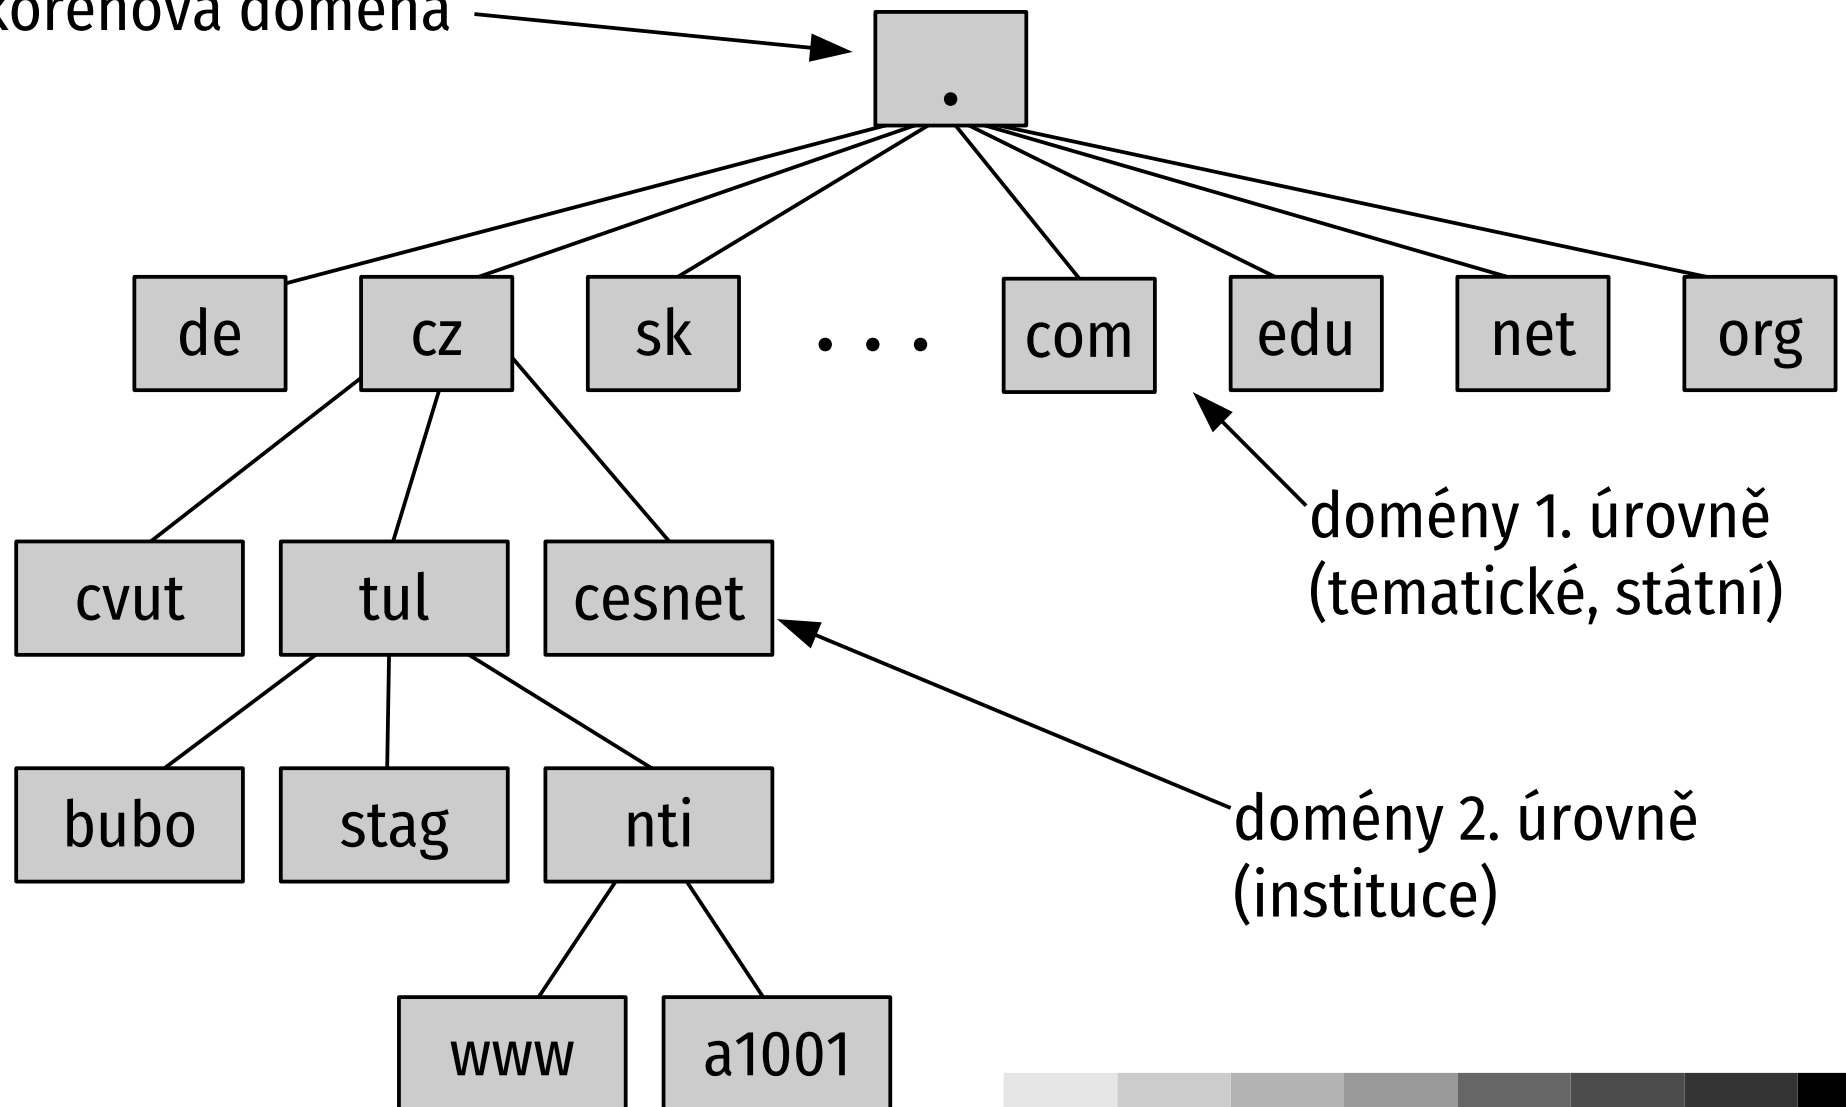 kořenová doména
.
de cz sk . . . com edu net org
domény 1. úrovně
(tematické, státní)
cvut tul cesnet
bubo stag nti
domény 2. úrovně
(instituce)
www a1001